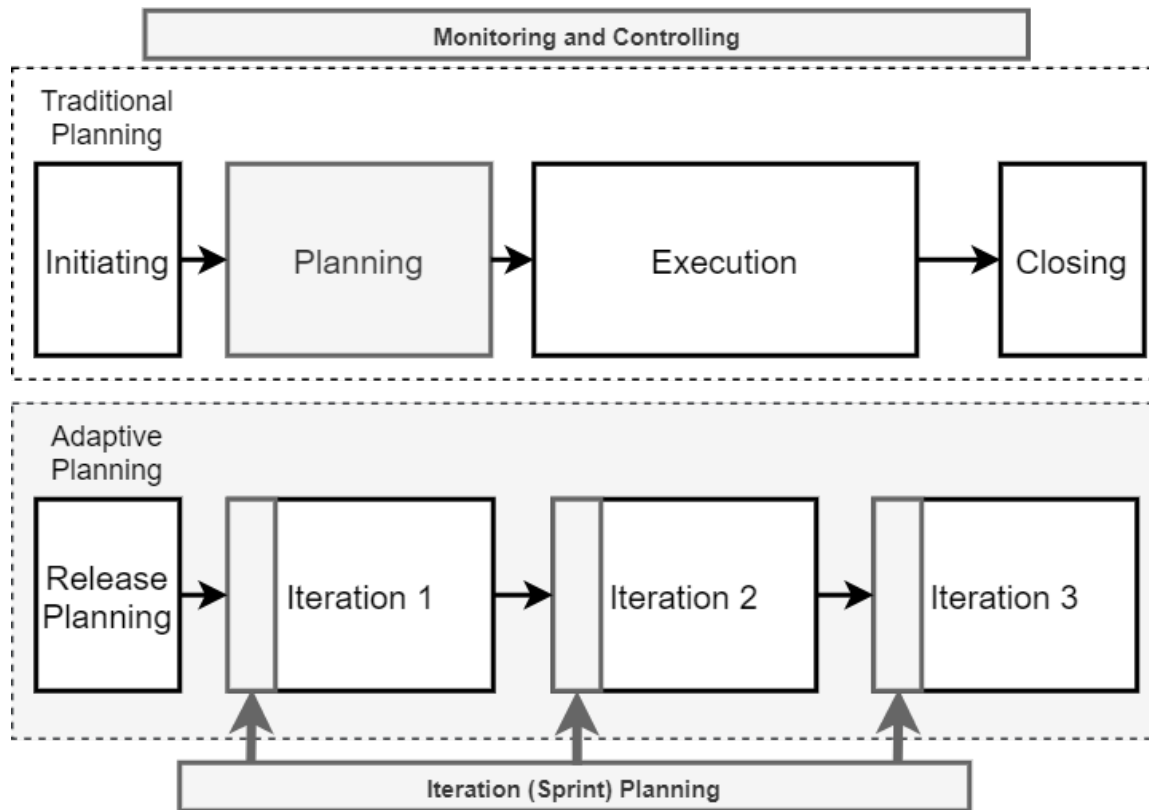 Monitoring and Controlling
Traditional
Planning
Initiating
Planning
Execution
Closing
Adaptive
Planning
Release
Planning
Iteration 1
Iteration 2
Iteration 3
Iteration (Sprint) Planning